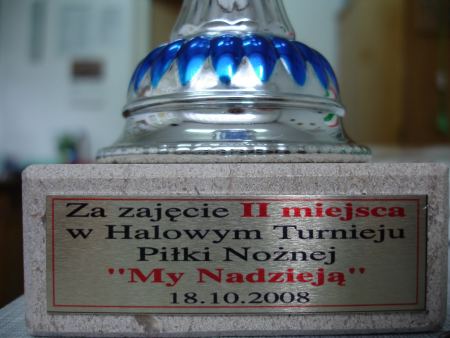 Za zajęcie II miejsca
w Halowym Turnieju
Piłki Nożnej
"My Nadzieją"
18.10.2008